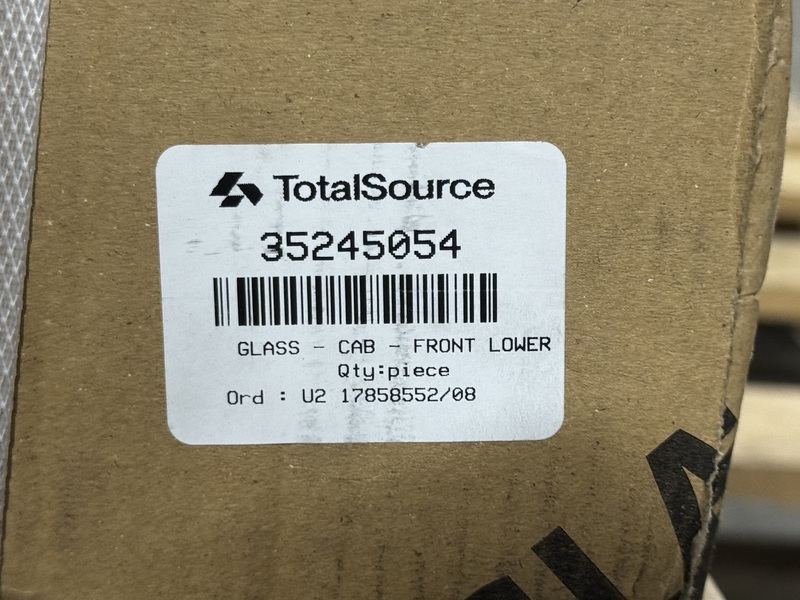 TotalSource
35245054
GLASS - CAB - FRONT LOWER
Qty:piece
Ord : U2 17858552/08